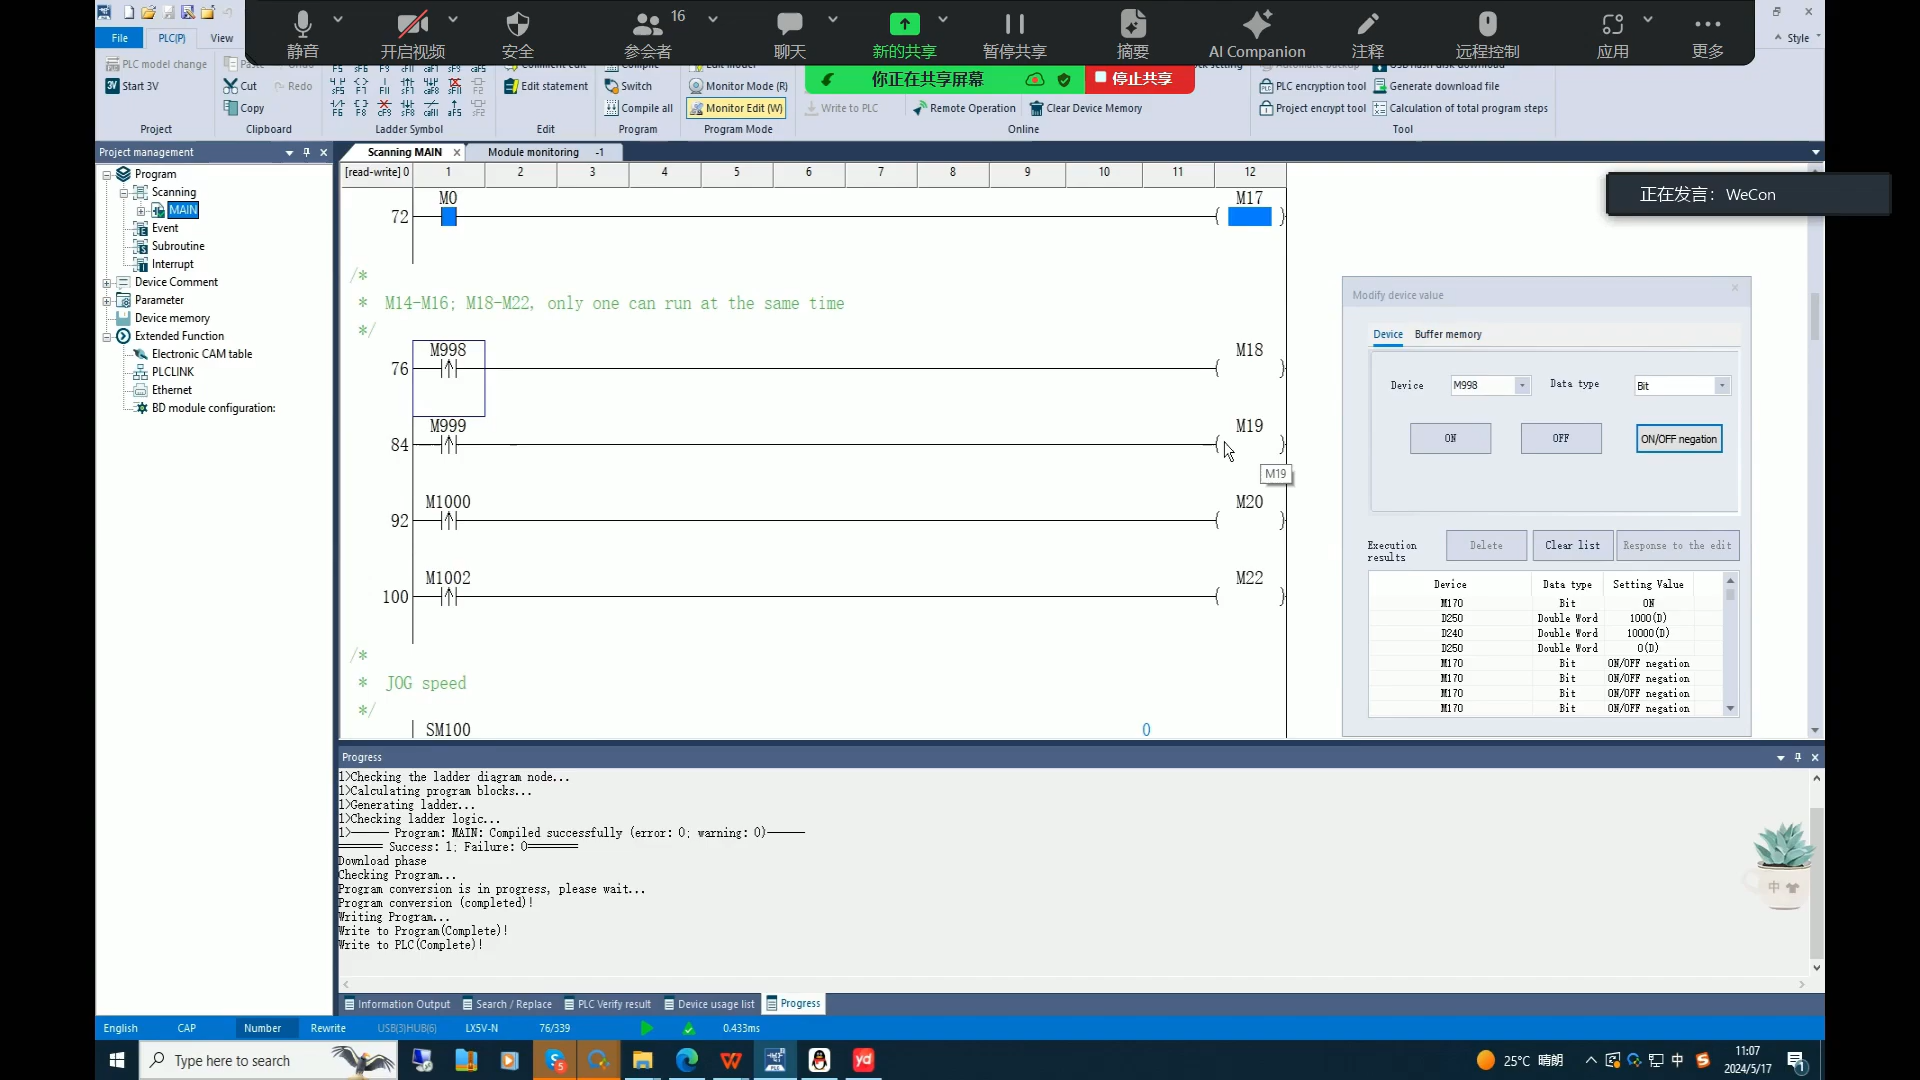 静音
开启视频
安全
参会者
16
聊天
新的共享
暂停共享
摘要
AI Companion
注释
远程控制
应用
更多
你正在共享屏幕
停止共享
正在发言：WeCon
File
PLC(P)
View
Style
PLC model change
Start 3V
Project
Cut
Copy
Redo
Clipboard
F5
sF5
F6
Ladder Symbol
Edit statement
Edit
Switch
Compile all
Program
Monitor Mode (R)
Monitor Edit (W)
Program Mode
Write to PLC
Remote Operation
Clear Device Memory
Online
PLC encryption tool
Generate download file
Project encrypt tool
Calculation of total program steps
Tool
Project management
Program
Scanning
MAIN
Event
Subroutine
Interrupt
Device Comment
Parameter
Device memory
Extended Function
Electronic CAM table
PLCLINK
Ethernet
BD module configuration:
Scanning MAIN
Module monitoring -1
[read-write] 0 1 2 3 4 5 6 7 8 9 10 11 12
M0 M17
72
/*
* M14-M16; M18-M22, only one can run at the same time
*/
M998 M18
76
M999 M19
84
M19
M1000 M20
92
M1002 M22
100
/*
* JOG speed
*/
SM100 0
Modify device value
Device Buffer memory
Device M998 Data type Bit
ON OFF ON/OFF negation
Execution results
Delete Clear list Response to the edit
Device Data type Setting Value
M170 Bit ON
D250 Double Word 1000(D)
D240 Double Word 10000(D)
D250 Double Word 0(D)
M170 Bit ON/OFF negation
M170 Bit ON/OFF negation
M170 Bit ON/OFF negation
M170 Bit ON/OFF negation
Progress
1>Checking the ladder diagram node...
1>Calculating program blocks...
1>Generating ladder...
1>Checking ladder logic...
1>—— Program: MAIN: Compiled successfully (error: 0; warning: 0)——
====== Success: 1; Failure: 0=======
Download phase
Checking Program...
Program conversion is in progress, please wait...
Program conversion (completed)!
Writing Program...
Write to Program(Complete)!
Write to PLC(Complete)!
中
Information Output
Search / Replace
PLC Verify result
Device usage list
Progress
English CAP Number Rewrite USB(3)HUB(6) LX5V-N 76/339 0.433ms
Type here to search
25°C 晴朗
中
11:07
2024/5/17